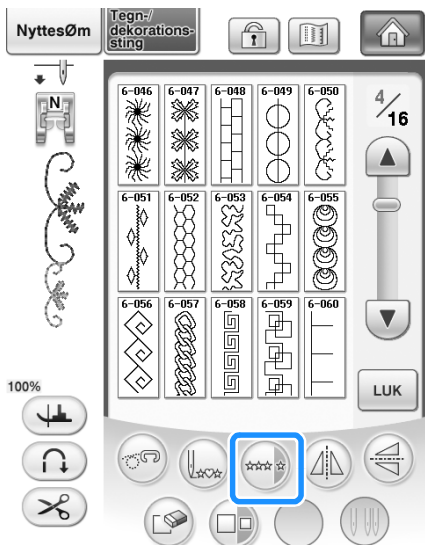 NyttesØm
Tegn-/
dekorations-
sting
N
6-046 6-047 6-048 6-049 6-050
4/16
6-051 6-052 6-053 6-054 6-055
6-056 6-057 6-058 6-059 6-060
100%
LUK